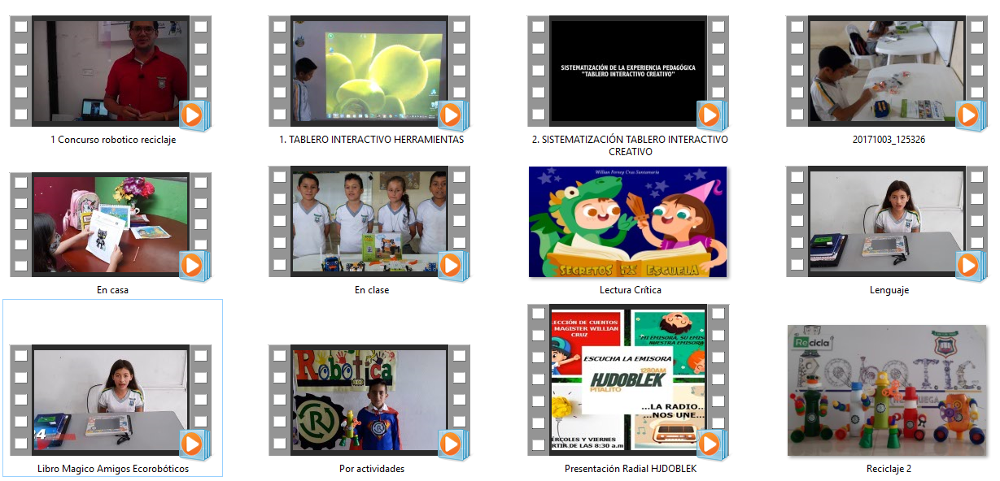 1 Concurso robotico reciclaje
1. TABLERO INTERACTIVO HERRAMIENTAS
SISTEMATIZACIÓN DE LA EXPERIENCIA PEDAGÓGICA
"TABLERO INTERACTIVO CREATIVO"
2. SISTEMATIZACIÓN TABLERO INTERACTIVO
CREATIVO
20171003_125326
En casa
En clase
Willian Ferney Cruz Santamaría
SECRETOS DE ESCUELA
Lectura Crítica
Lenguaje
4
Libro Magico Amigos Ecorobóticos
Robótica
R
Por actividades
LECCIÓN DE CUENTOS
MAGISTER WILLIAN
CRUZ
MI EMISORA, SU EMISORA
NUESTRA EMISORA
ESCUCHA LA EMISORA
1280AM
HJDOBLEK
PITALITO
...LA RADIO...
...NOS UNE...
ÉRCOLES Y VIERNES
RTIR DE LAS 8:30 a.m
Presentación Radial HJDOBLEK
Recicla
ROBOTIC
Reciclaje 2